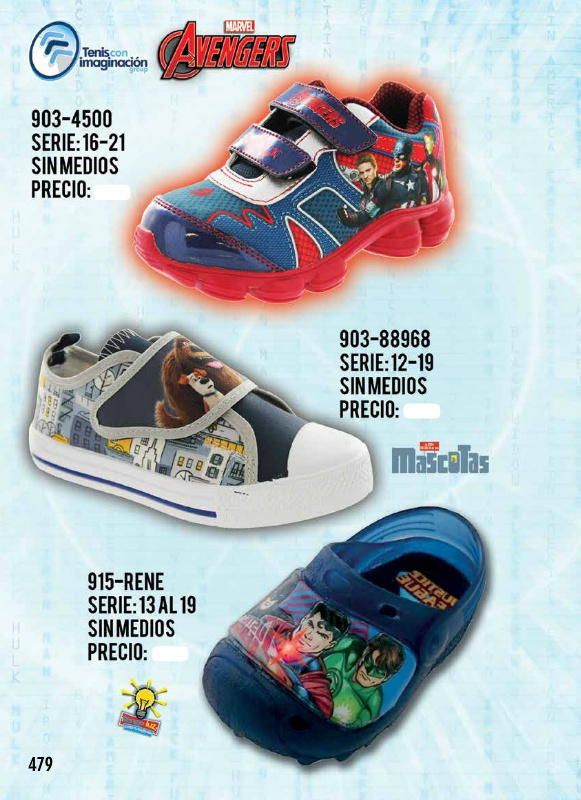 Tenis con
imaginación
group
MARVEL
AVENGERS
903-4500
SERIE: 16-21
SIN MEDIOS
PRECIO:
903-88968
SERIE: 12-19
SIN MEDIOS
PRECIO:
MASCOTAS
915-RENE
SERIE: 13 AL 19
SIN MEDIOS
PRECIO:
LUZ
479